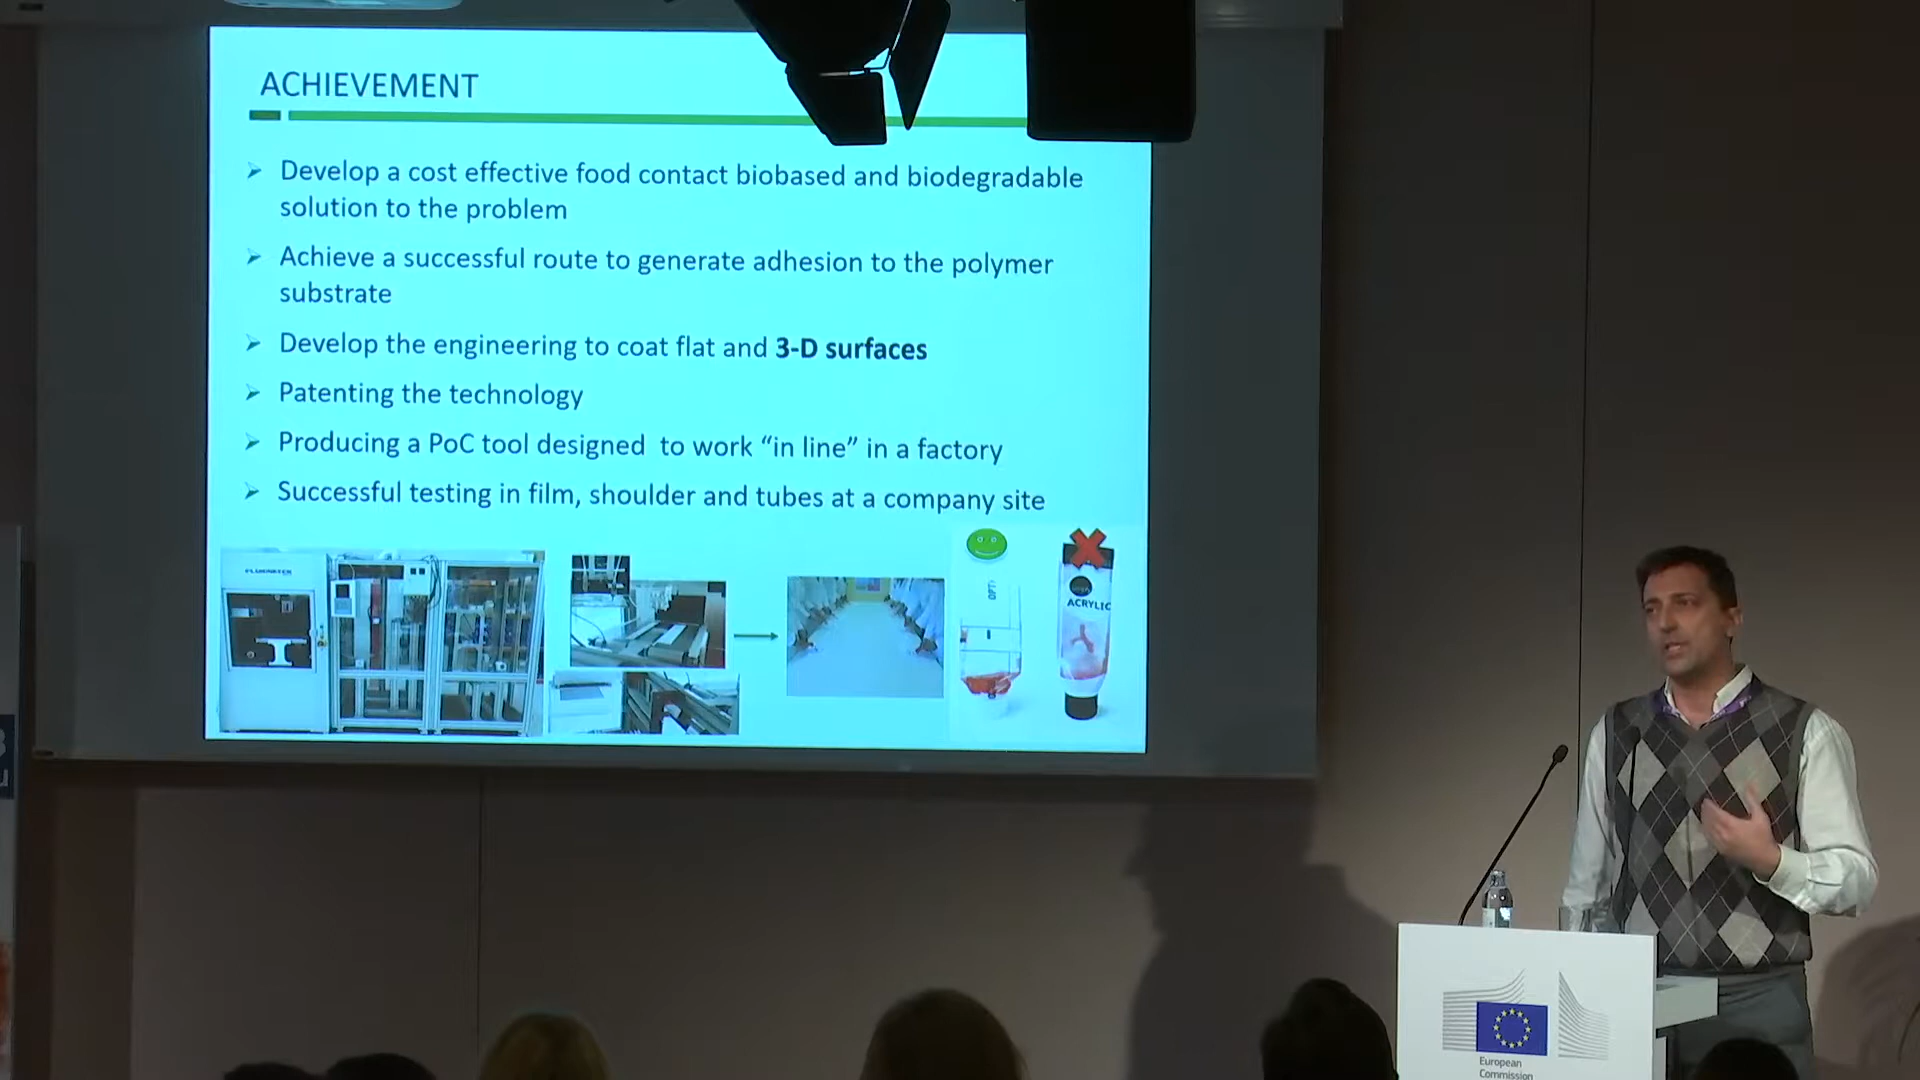 ACHIEVEMENT
Develop a cost effective food contact biobased and biodegradable
solution to the problem
Achieve a successful route to generate adhesion to the polymer
substrate
Develop the engineering to coat flat and 3-D surfaces
Patenting the technology
Producing a PoC tool designed to work “in line” in a factory
Successful testing in film, shoulder and tubes at a company site
ACRYLIC
European
Commission